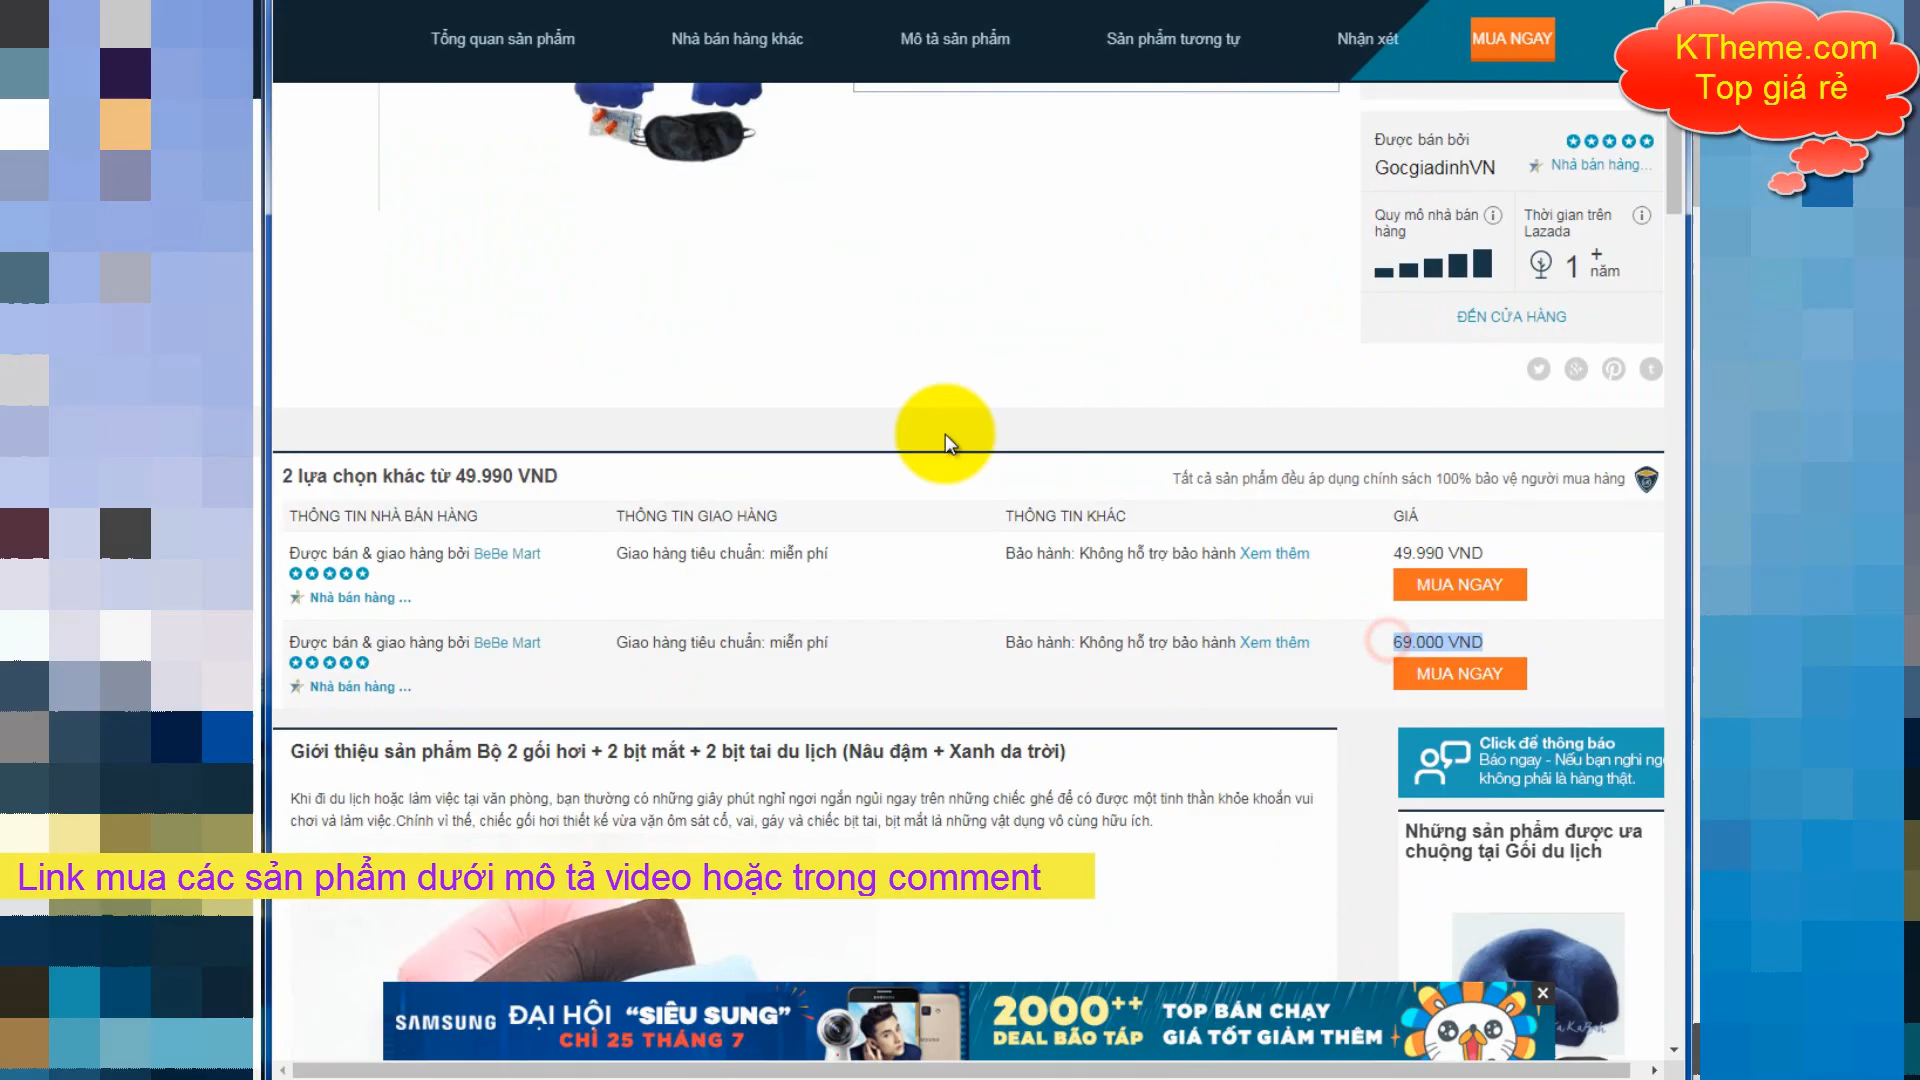 Tổng quan sản phẩm
Nhà bán hàng khác
Mô tả sản phẩm
Sản phẩm tương tự
Nhận xét
MUA NGAY
KTheme.com
Top giá rẻ
Được bán bởi
GocgiadinhVN
Nhà bán hàng...
Quy mô nhà bán
hàng
Thời gian trên
Lazada
1 + năm
ĐẾN CỬA HÀNG
2 lựa chọn khác từ 49.990 VND
Tất cả sản phẩm đều áp dụng chính sách 100% bảo vệ người mua hàng
THÔNG TIN NHÀ BÁN HÀNG
THÔNG TIN GIAO HÀNG
THÔNG TIN KHÁC
GIÁ
Được bán & giao hàng bởi BeBe Mart
Giao hàng tiêu chuẩn: miễn phí
Bảo hành: Không hỗ trợ bảo hành Xem thêm
49.990 VND
MUA NGAY
Nhà bán hàng ...
Được bán & giao hàng bởi BeBe Mart
Giao hàng tiêu chuẩn: miễn phí
Bảo hành: Không hỗ trợ bảo hành Xem thêm
69.000 VND
MUA NGAY
Nhà bán hàng ...
Giới thiệu sản phẩm Bộ 2 gối hơi + 2 bịt mắt + 2 bịt tai du lịch (Nâu đậm + Xanh da trời)
Khi đi du lịch hoặc làm việc tại văn phòng, bạn thường có những giây phút nghỉ ngơi ngắn ngủi ngay trên những chiếc ghế để có được một tinh thần khỏe khoắn vui
chơi và làm việc.Chính vì thế, chiếc gối hơi thiết kế vừa vặn ôm sát cổ, vai, gáy và chiếc bịt tai, bịt mắt là những vật dụng vô cùng hữu ích.
Click để thông báo
Báo ngay - Nếu bạn nghi ng
không phải là hàng thật.
Những sản phẩm được ưa
chuộng tại Gối du lịch
Link mua các sản phẩm dưới mô tả video hoặc trong comment
SAMSUNG ĐẠI HỘI “SIÊU SUNG”
CHỈ 25 THÁNG 7
2000++
DEAL BÃO TÁP
TOP BÁN CHẠY
GIÁ TỐT GIẢM THÊM